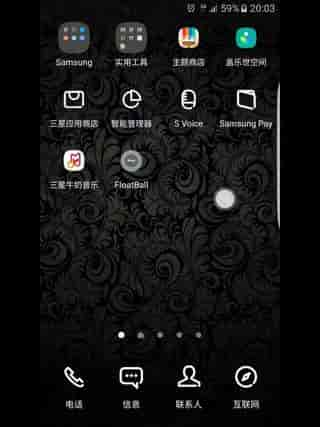 59% 20:03
Samsung
实用工具
主题商店
盖乐世空间
三星应用商店
智能管理器
S Voice
Samsung Pay
三星牛奶音乐
FloatBall
电话
信息
联系人
互联网